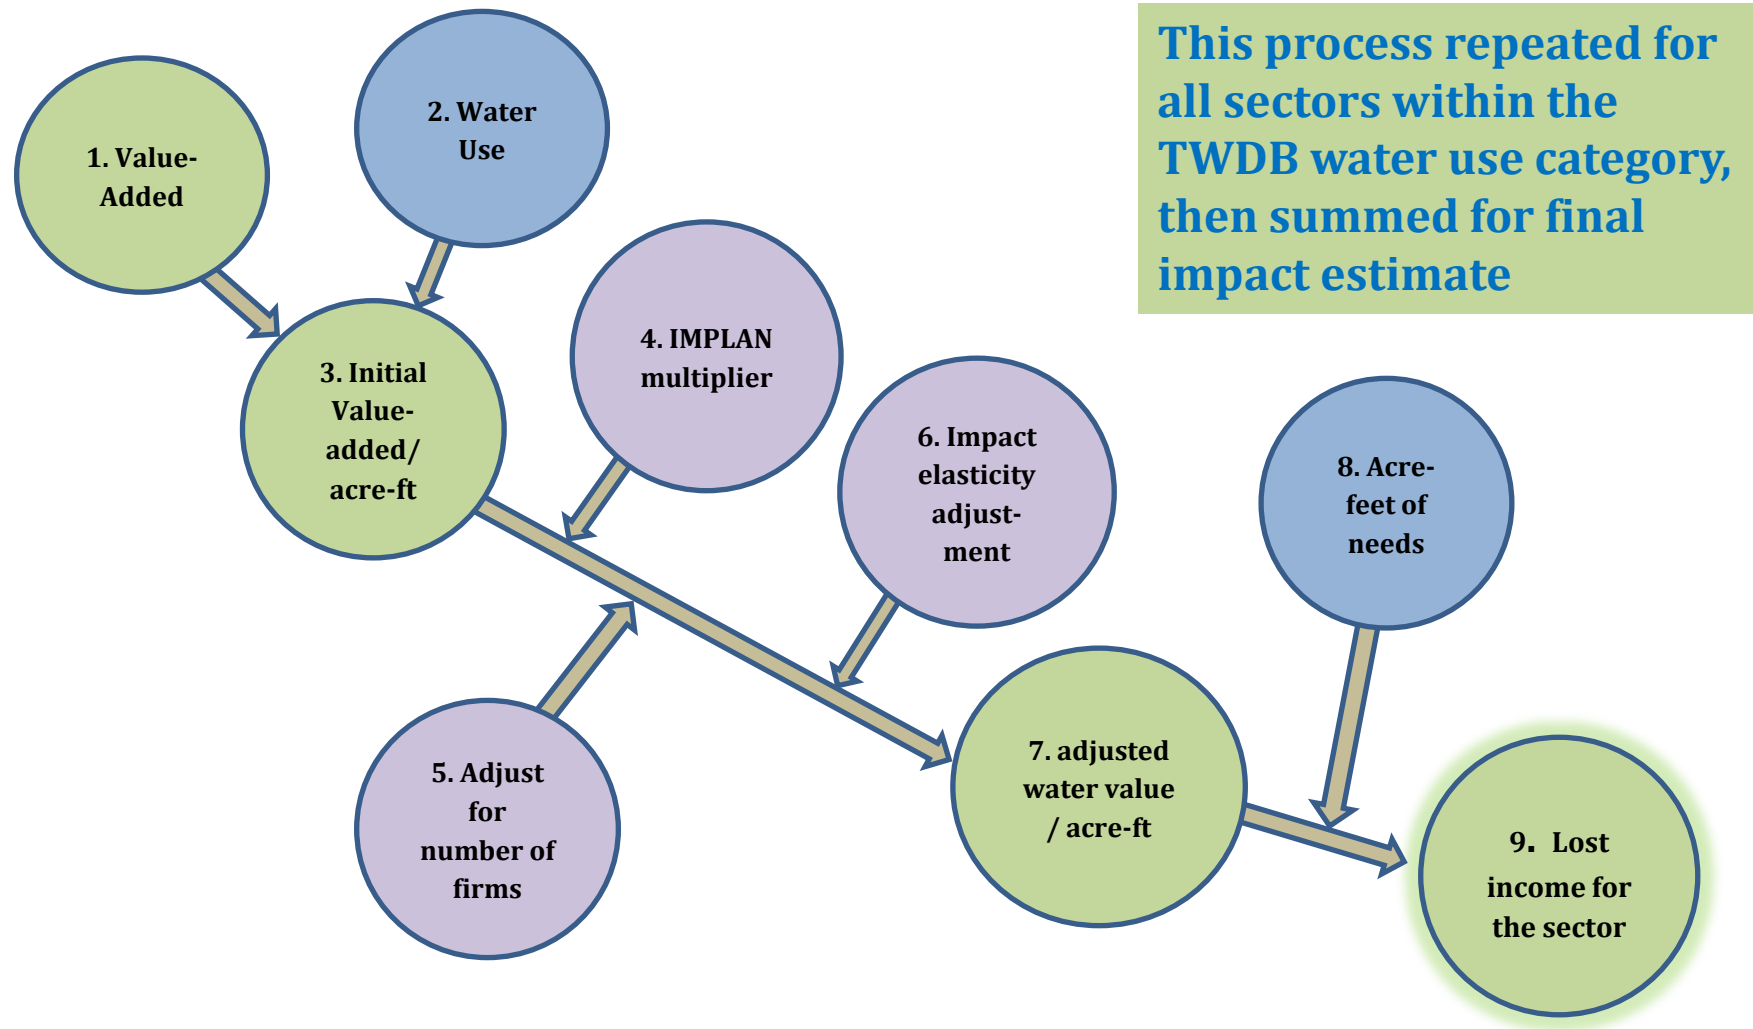 This process repeated for
all sectors within the
TWDB water use category,
then summed for final
impact estimate
1. Value-
Added
2. Water
Use
3. Initial
Value-
added/
acre-ft
4. IMPLAN
multiplier
5. Adjust
for
number of
firms
6. Impact
elasticity
adjust-
ment
7. adjusted
water value
/ acre-ft
8. Acre-
feet of
needs
9. Lost
income for
the sector